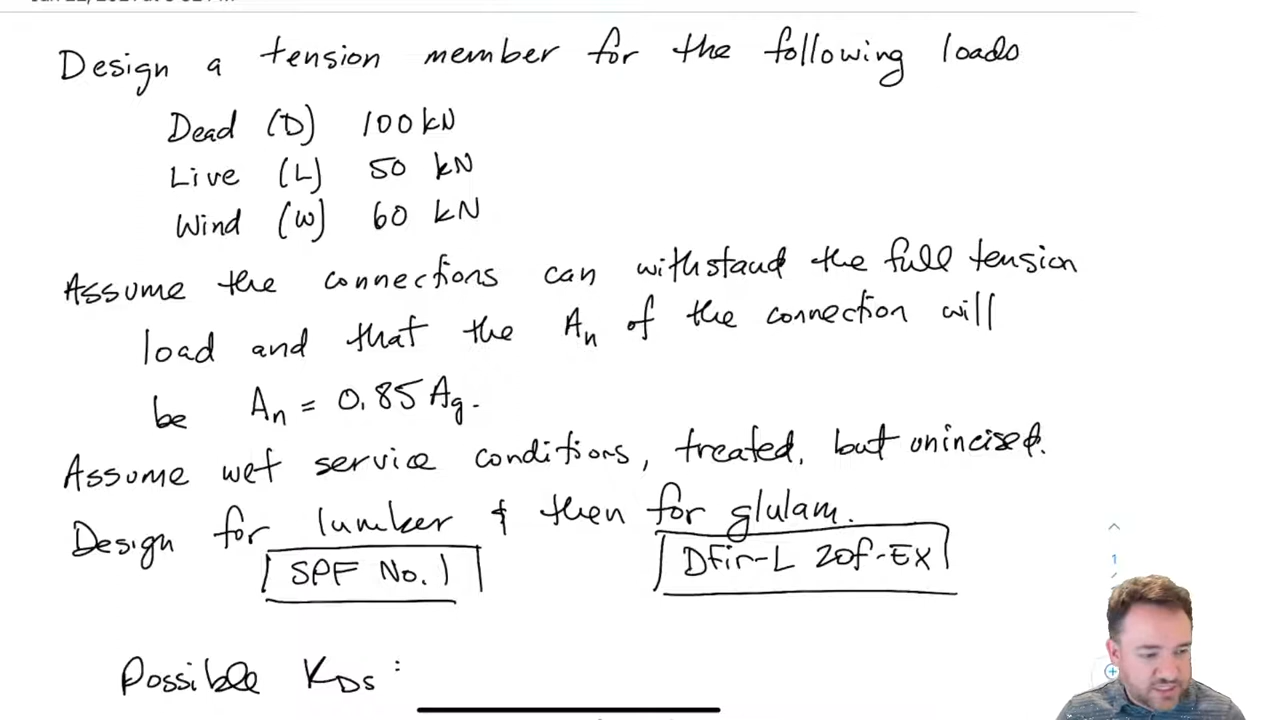 Design a tension member for the following loads
Dead (D) 100 kN
Live (L) 50 kN
Wind (W) 60 kN
Assume the connections can withstand the full tension
load and that the An of the connection will
be An = 0.85 Ag.
Assume wet service conditions, treated, but unincised.
Design for lumber & then for glulam.
SPF No. 1 DFir-L 20f-EX
1
Possible KDs: